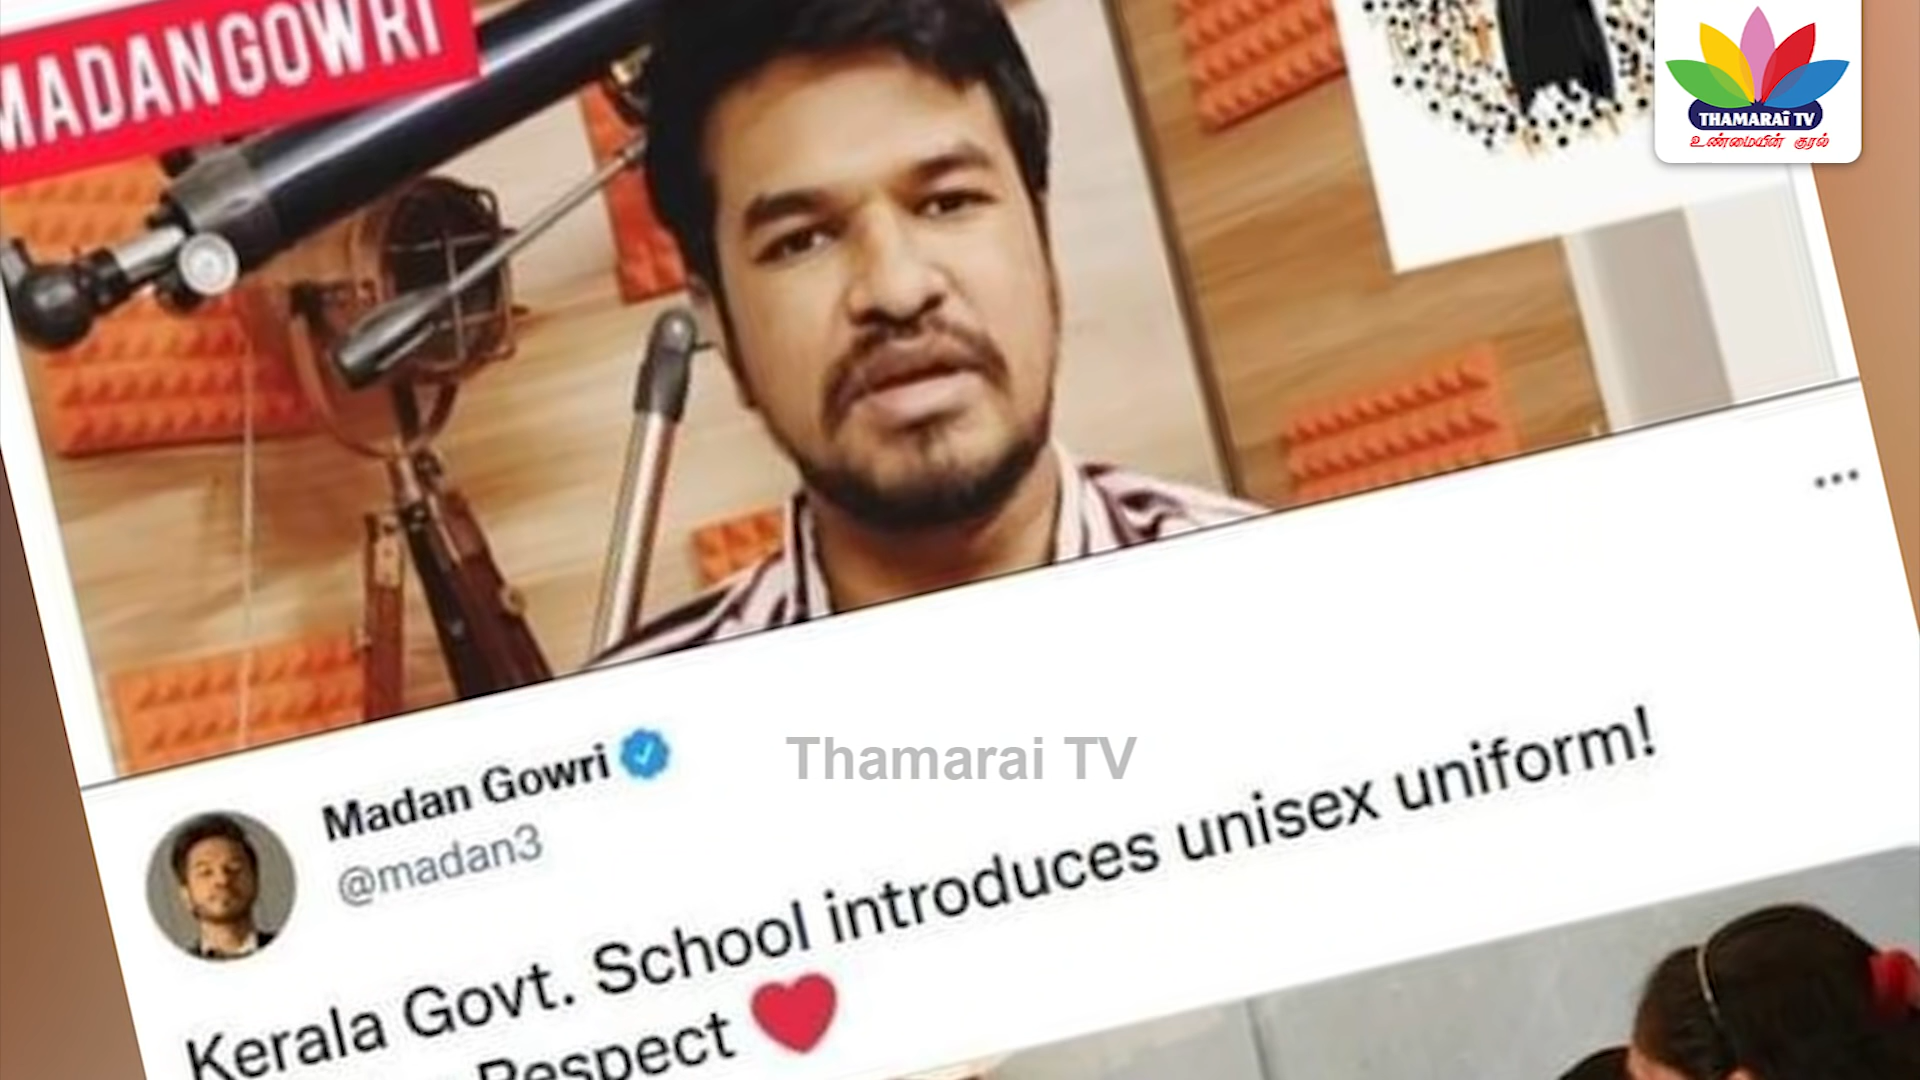 MADANGOWRI
THAMARAI TV
உண்மையின் குரல்
Madan Gowri
@madan3
Thamarai TV
Kerala Govt. School introduces unisex uniform!
Respect ❤